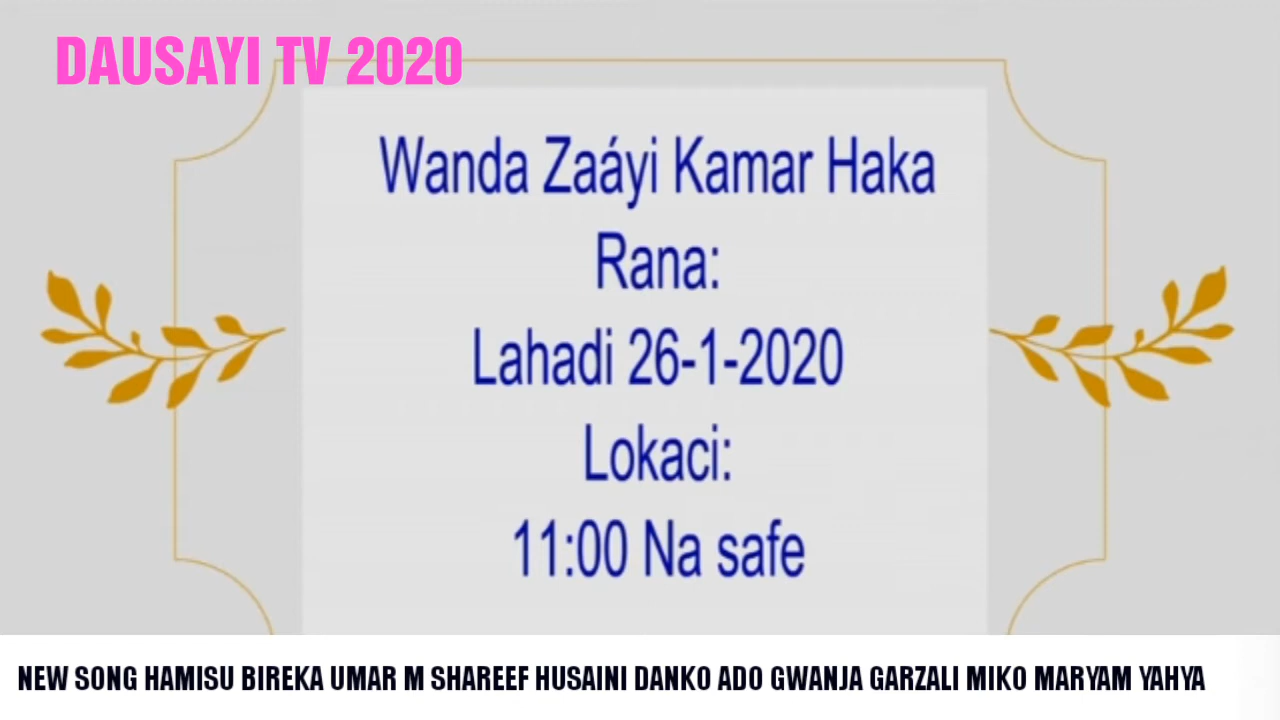 DAUSAYI TV 2020
Wanda Zaáyi Kamar Haka
Rana:
Lahadi 26-1-2020
Lokaci:
11:00 Na safe
NEW SONG HAMISU BIREKA UMAR M SHAREEF HUSAINI DANKO ADO GWANJA GARZALI MIKO MARYAM YAHYA